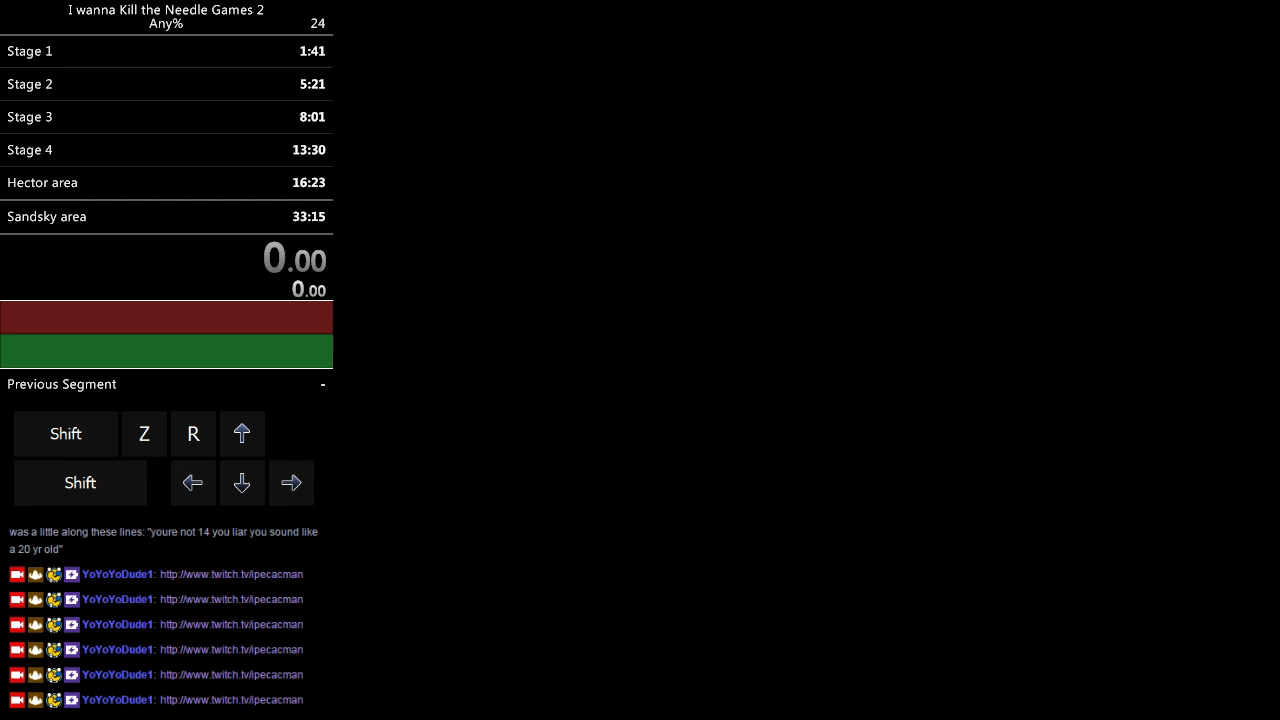 I wanna Kill the Needle Games 2
Any% 24
Stage 1 1:41
Stage 2 5:21
Stage 3 8:01
Stage 4 13:30
Hector area 16:23
Sandsky area 33:15
0.00
0.00
Previous Segment -
Shift Z R
Shift
was a little along these lines: "youre not 14 you liar you sound like
a 20 yr old"
YoYoYoDude1: http://www.twitch.tv/ipecacman
YoYoYoDude1: http://www.twitch.tv/ipecacman
YoYoYoDude1: http://www.twitch.tv/ipecacman
YoYoYoDude1: http://www.twitch.tv/ipecacman
YoYoYoDude1: http://www.twitch.tv/ipecacman
YoYoYoDude1: http://www.twitch.tv/ipecacman